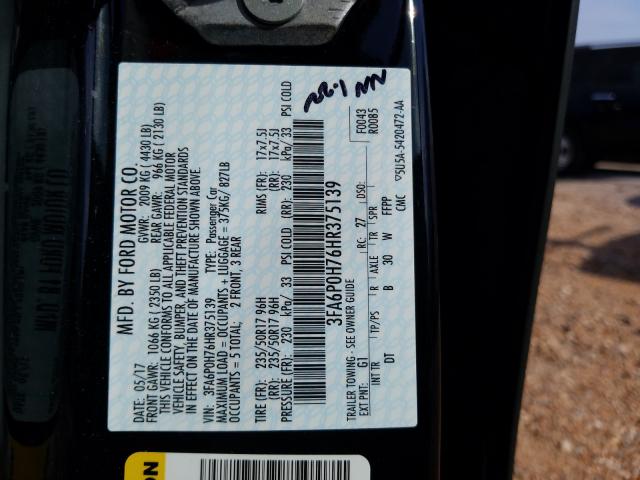 MFD. BY FORD MOTOR CO.
DATE: 05/17 GVWR: 2009 KG ( 4430 LB)
FRONT GAWR: 1066 KG ( 2350LB) REAR GAWR: 966 KG ( 2130 LB)
THIS VEHICLE CONFORMS TO ALL APPLICABLE FEDERAL MOTOR
VEHICLE SAFETY, BUMPER, AND THEFT PREVENTION STANDARDS
IN EFFECT ON THE DATE OF MANUFACTURE SHOWN ABOVE.
VIN: 3FA6P0H76HR375139 TYPE: Passenger Car
MAXIMUM LOAD = OCCUPANTS + LUGGAGE = 375KG/ 827LB
OCCUPANTS = 5 TOTAL; 2 FRONT, 3 REAR
TIRE (FR): 235/50R17 96H RIMS (FR): 17x7.5J
TIRE (RR): 235/50R17 96H RIMS (RR): 17x7.5J
PRESSURE (FR): 230 kPa/ 33 PSI COLD (RR): 230 kPa/ 33 PSI COLD
3FA6P0H76HR375139
F0043
R0085
TRAILER TOWING - SEE OWNER GUIDE
EXT PNT: G1 RC: 27 DSO:
INT TR TP/PS R AXLE TR SPR
DT B 30 W FFPP
CMC
5U5A-5420472-AA